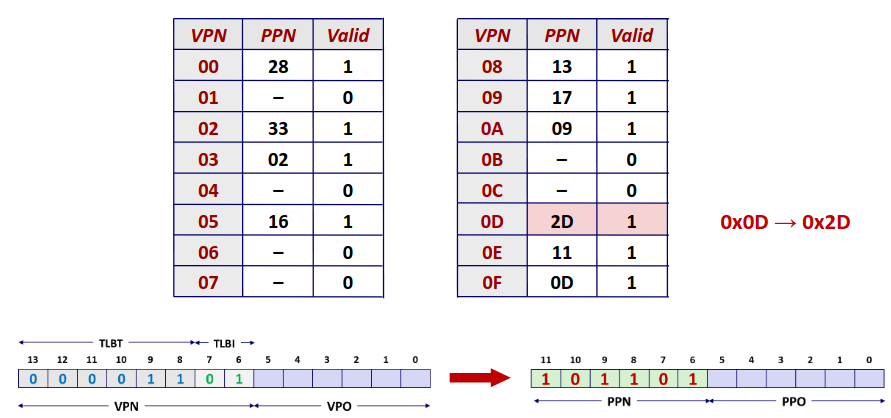 VPN PPN Valid VPN PPN Valid
00 28 1 08 13 1
01 – 0 09 17 1
02 33 1 0A 09 1
03 02 1 0B – 0
04 – 0 0C – 0
05 16 1 0D 2D 1 0x0D → 0x2D
06 – 0 0E 11 1
07 – 0 0F 0D 1
TLBT TLBI
13 12 11 10 9 8 7 6 5 4 3 2 1 0 11 10 9 8 7 6 5 4 3 2 1 0
0 0 0 0 1 1 0 1 1 0 1 1 0 1
VPN VPO PPN PPO